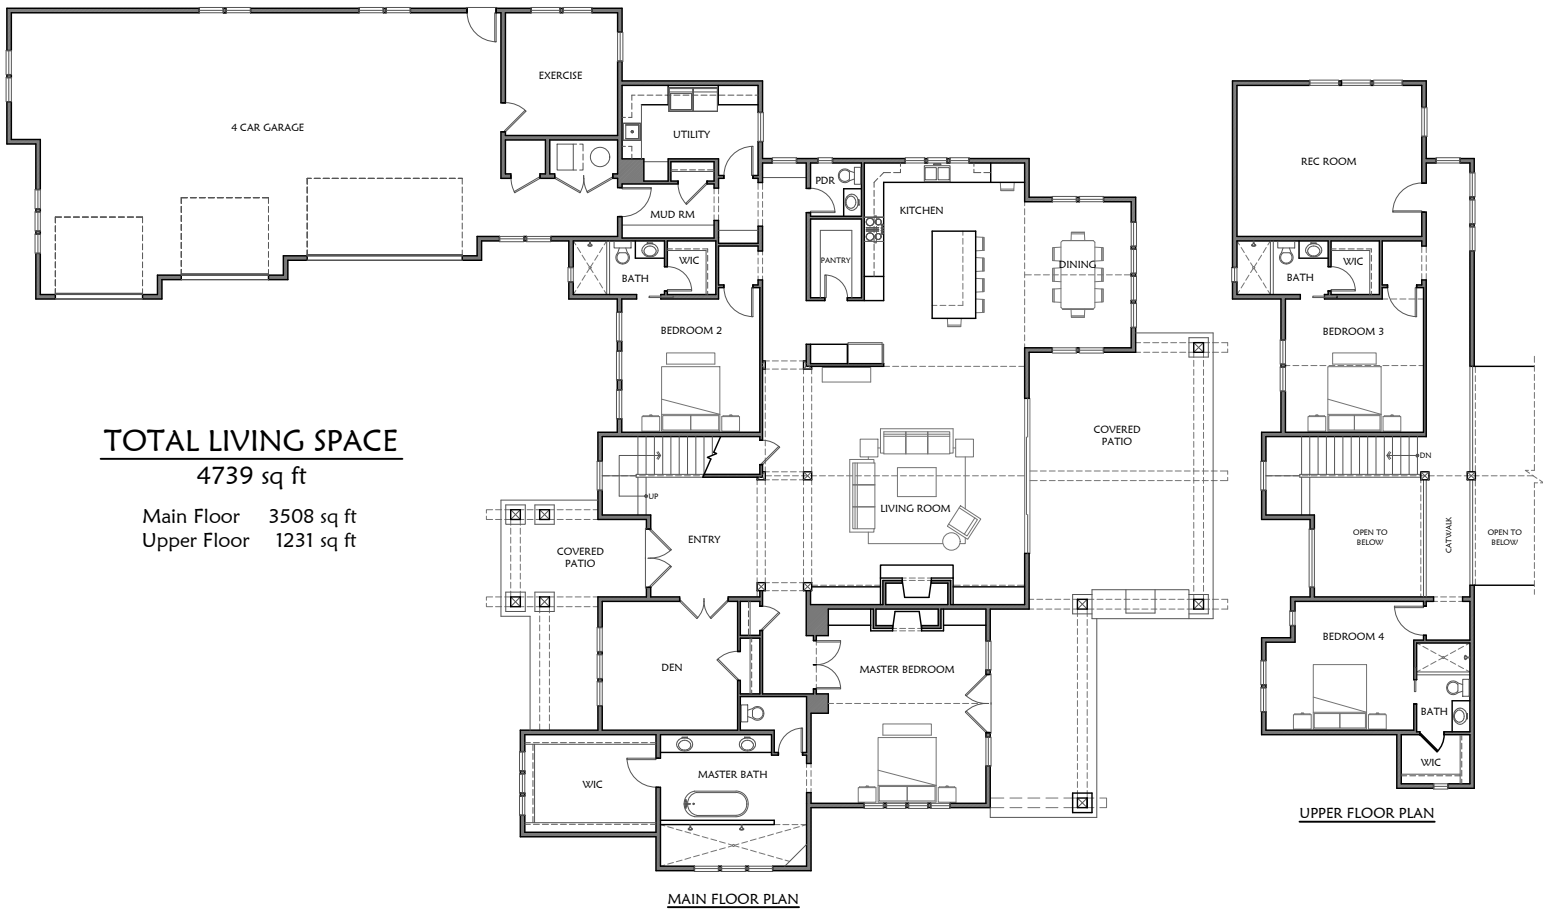 EXERCISE
4 CAR GARAGE
UTILITY
REC ROOM
PDR
KITCHEN
MUD RM
WIC
BATH
PANTRY
DINING
WIC
BATH
BEDROOM 2
BEDROOM 3
TOTAL LIVING SPACE
4739 sq ft
Main Floor 3508 sq ft
Upper Floor 1231 sq ft
COVERED
PATIO
DN
UP
LIVING ROOM
ENTRY
COVERED
PATIO
OPEN TO
BELOW
CATWALK
OPEN TO
BELOW
BEDROOM 4
DEN
MASTER BEDROOM
BATH
WIC
MASTER BATH
WIC
UPPER FLOOR PLAN
MAIN FLOOR PLAN